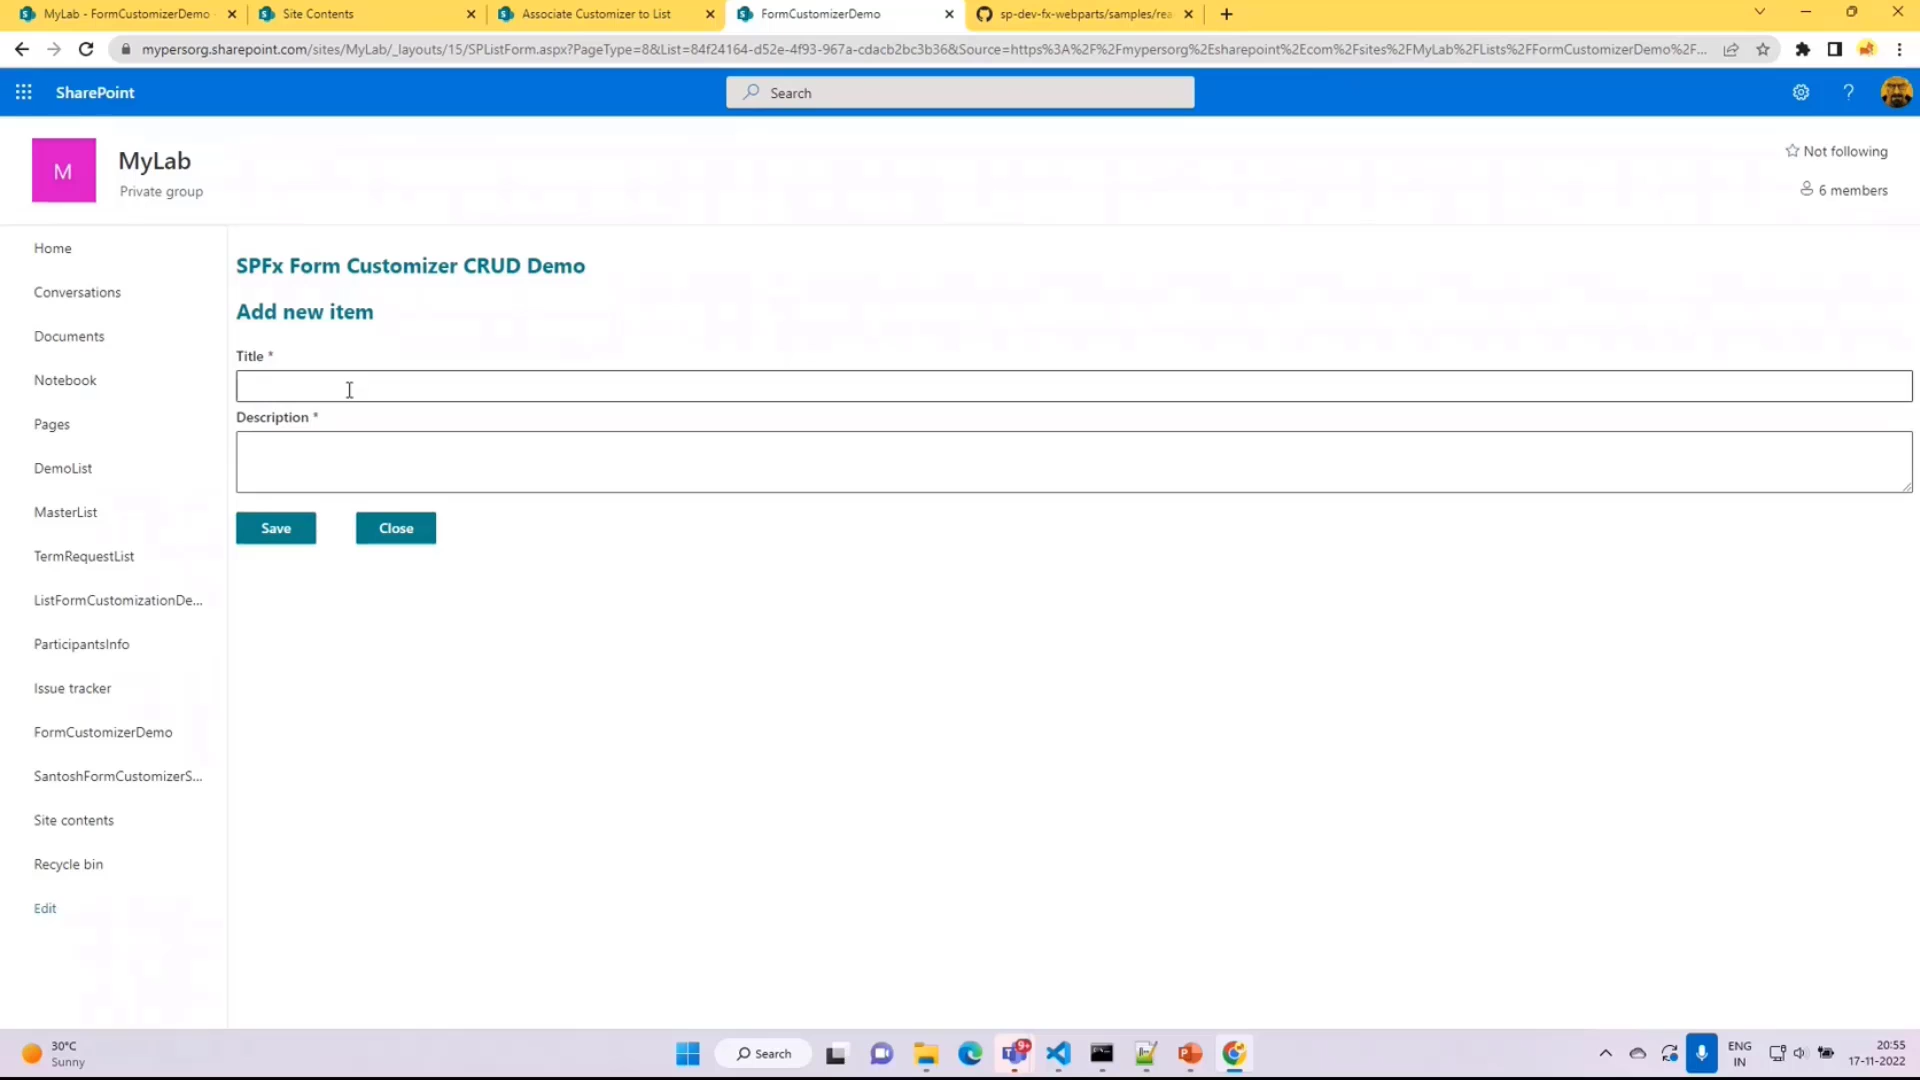 MyLab - FormCustomizerDemo
Site Contents
Associate Customizer to List
FormCustomizerDemo
sp-dev-fx-webparts/samples/rea
mypersorg.sharepoint.com/sites/MyLab/_layouts/15/SPListForm.aspx?PageType=8&List=84f24164-d52e-4f93-967a-cdacb2bc3b36&Source=https%3A%2F%2Fmypersorg%2Esharepoint%2Ecom%2Fsites%2FMyLab%2FLists%2FFormCustomizerDemo%2F...
SharePoint
Search
?
M
MyLab
Private group
Not following
6 members
Home
Conversations
Documents
Notebook
Pages
DemoList
MasterList
TermRequestList
ListFormCustomizationDe...
ParticipantsInfo
Issue tracker
FormCustomizerDemo
SantoshFormCustomizerS...
Site contents
Recycle bin
Edit
SPFx Form Customizer CRUD Demo
Add new item
Title *
Description *
Save
Close
30°C
Sunny
Search
9+
ENG
IN
20:55
17-11-2022